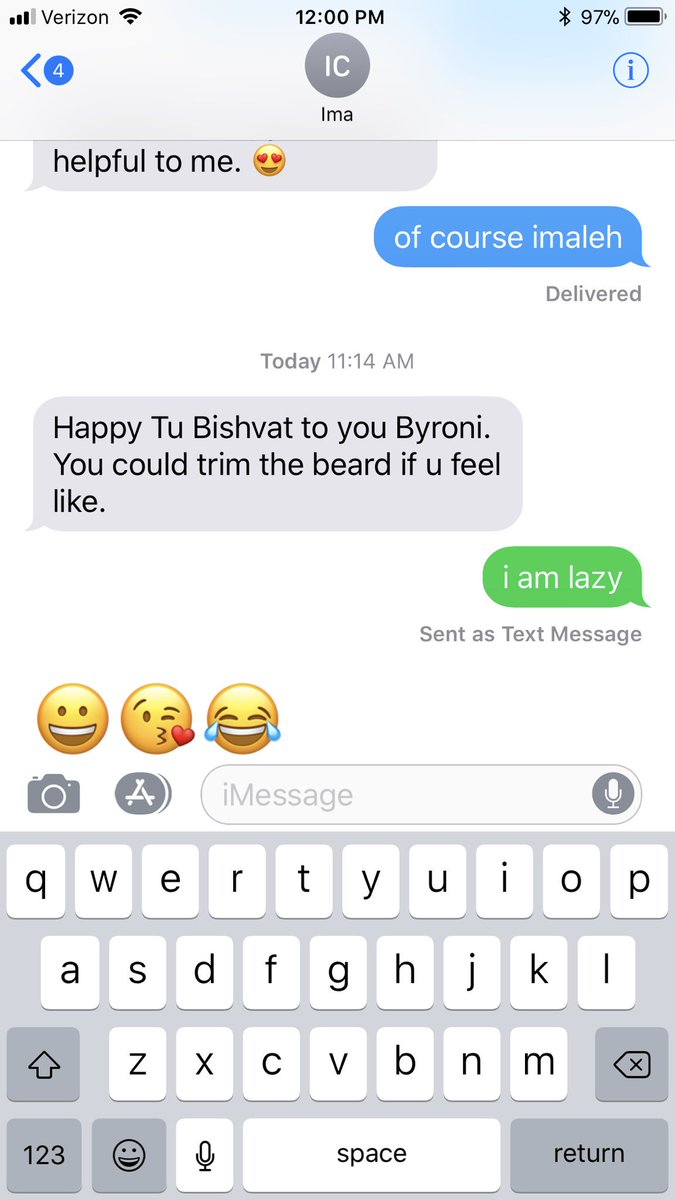 Verizon 12:00 PM 97%
4 IC i
Ima
helpful to me. 😍
of course imaleh
Delivered
Today 11:14 AM
Happy Tu Bishvat to you Byroni.
You could trim the beard if u feel
like.
i am lazy
Sent as Text Message
😀😘😂
iMessage
q w e r t y u i o p
a s d f g h j k l
z x c v b n m
123 space return